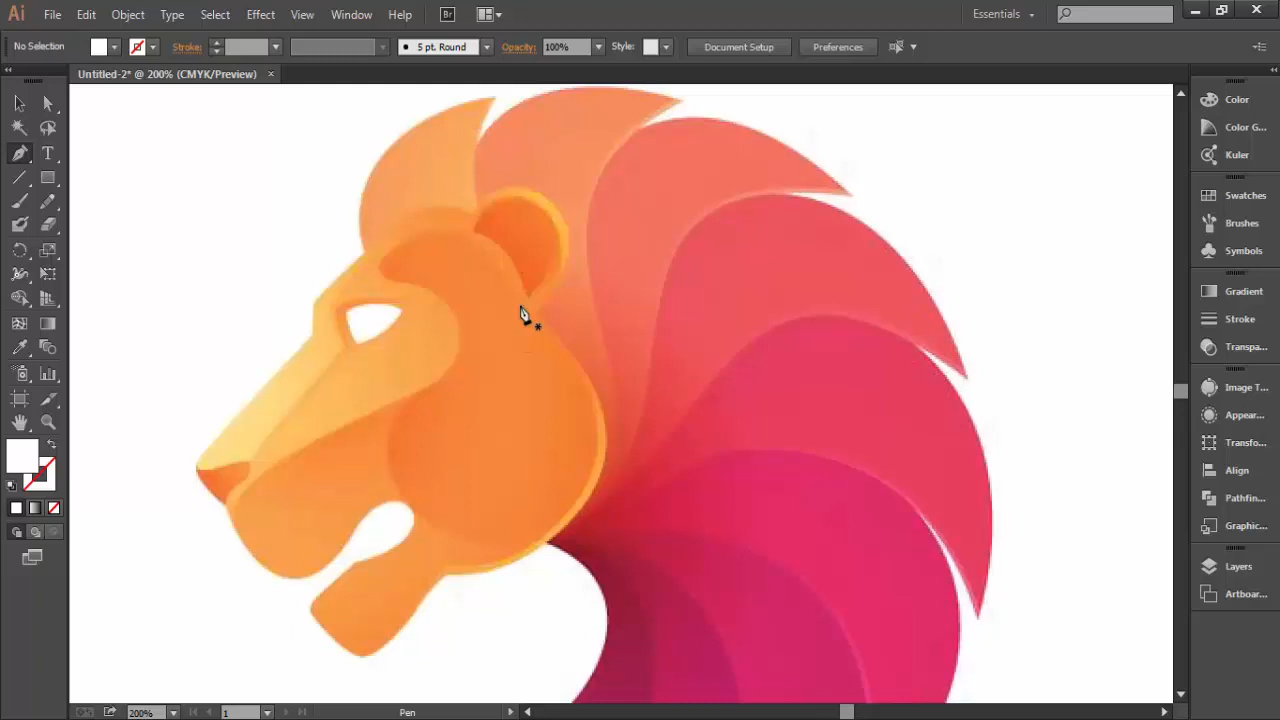 Ai File Edit Object Type Select Effect View Window Help Br Essentials
No Selection Stroke: 5 pt. Round Opacity: 100% Style: Document Setup Preferences
Untitled-2* @ 200% (CMYK/Preview) ×
Color
Color G...
Kuler
Swatches
Brushes
Symbols
Gradient
Stroke
Transpa...
Image T...
Appear...
Transfo...
Align
Pathfin...
Graphic...
Layers
Artboar...
200% 1 Pen